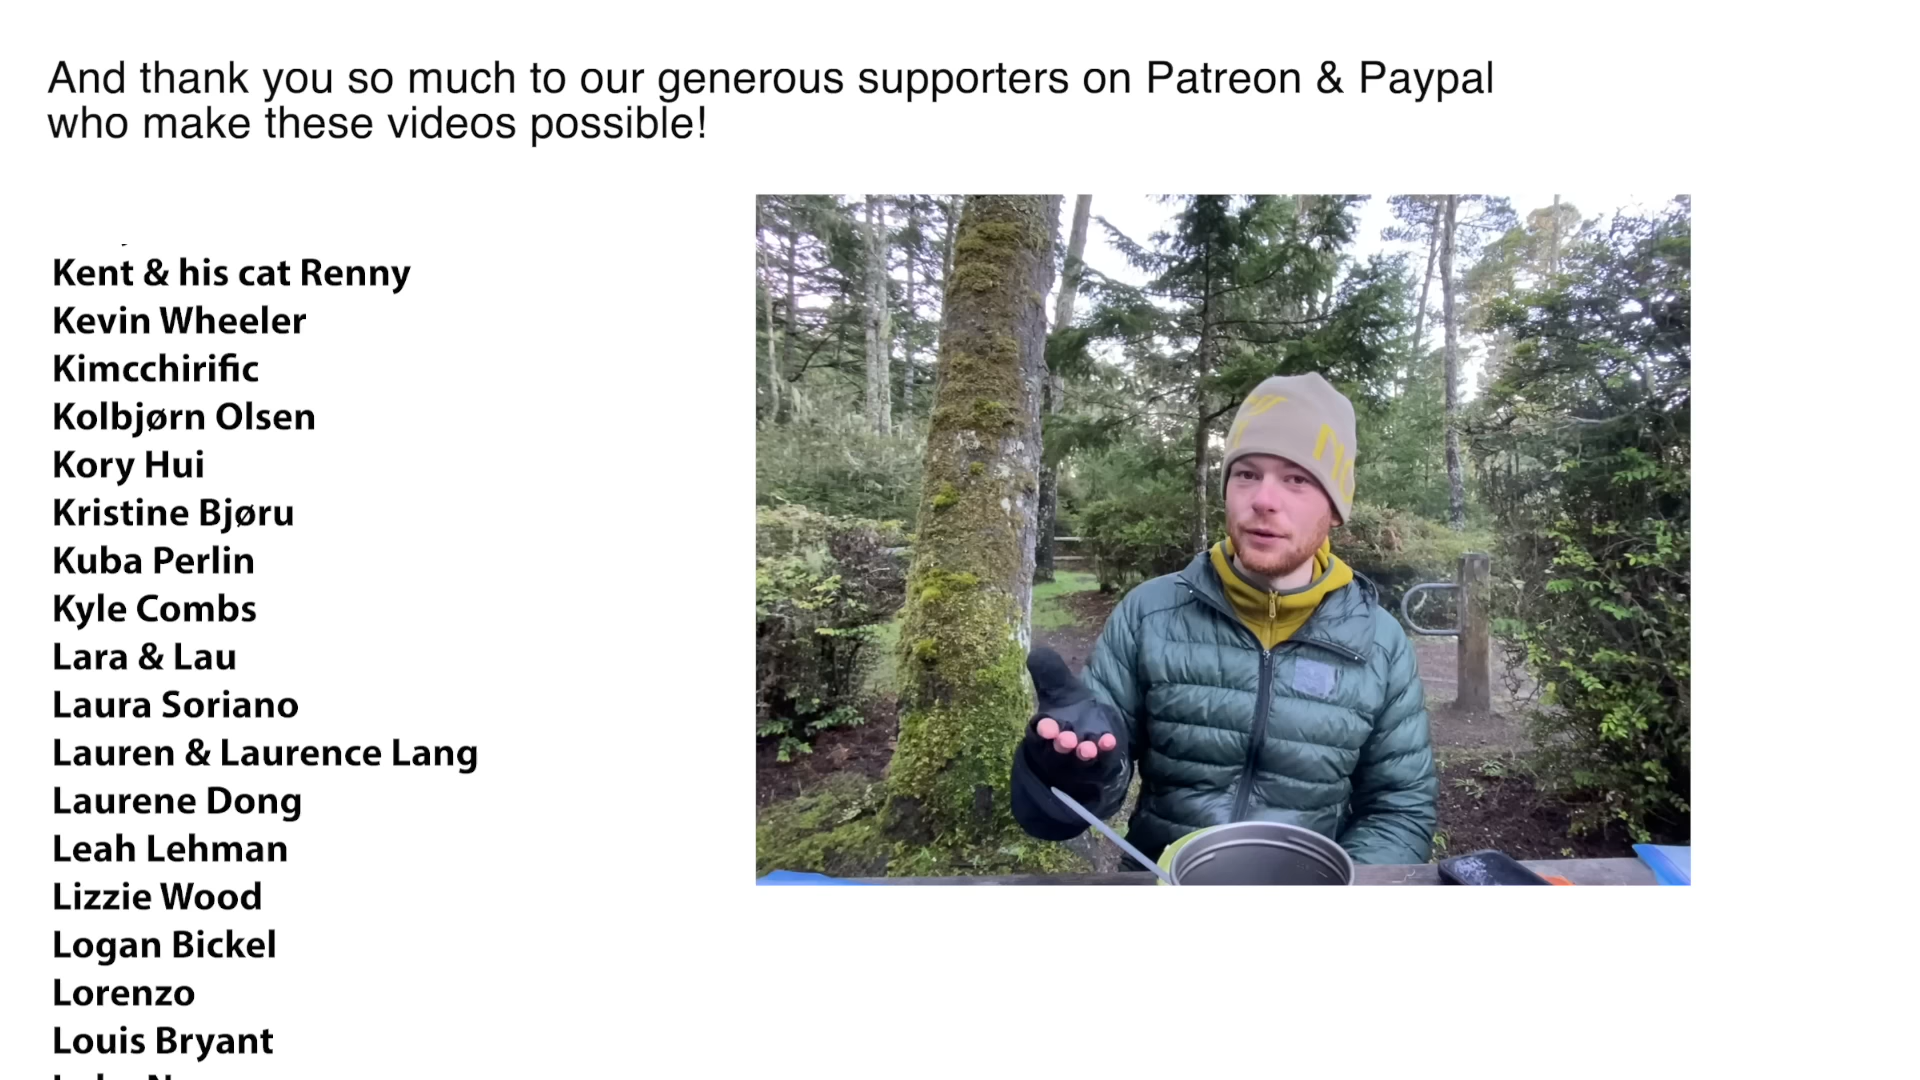 And thank you so much to our generous supporters on Patreon & Paypal
who make these videos possible!
Kent & his cat Renny
Kevin Wheeler
Kimcchirific
Kolbjørn Olsen
Kory Hui
Kristine Bjøru
Kuba Perlin
Kyle Combs
Lara & Lau
Laura Soriano
Lauren & Laurence Lang
Laurene Dong
Leah Lehman
Lizzie Wood
Logan Bickel
Lorenzo
Louis Bryant